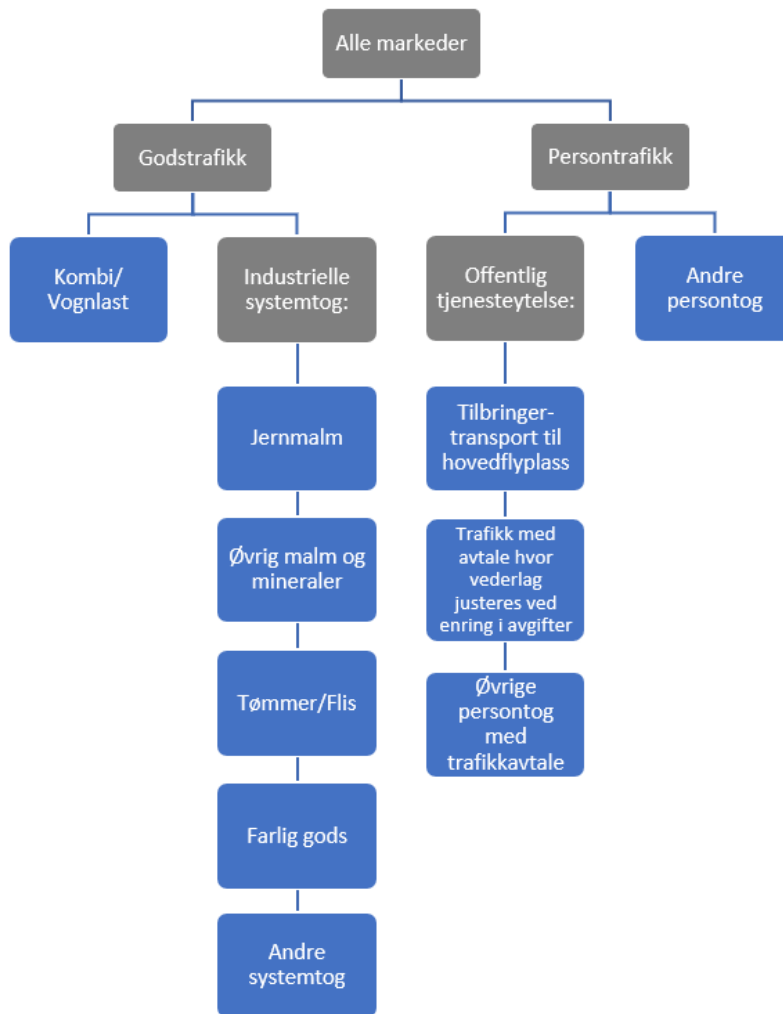 Alle markeder
Godstrafikk
Persontrafikk
Kombi/
Vognlast
Industrielle
systemtog:
Offentlig
tjenesteytelse:
Andre
persontog
Jernmalm
Tilbringer-
transport til
hovedflyplass
Øvrig malm og
mineraler
Trafikk med
avtale hvor
vederlag
justeres ved
enring i avgifter
Tømmer/Flis
Øvrige
persontog
med
trafikkavtale
Farlig gods
Andre
systemtog